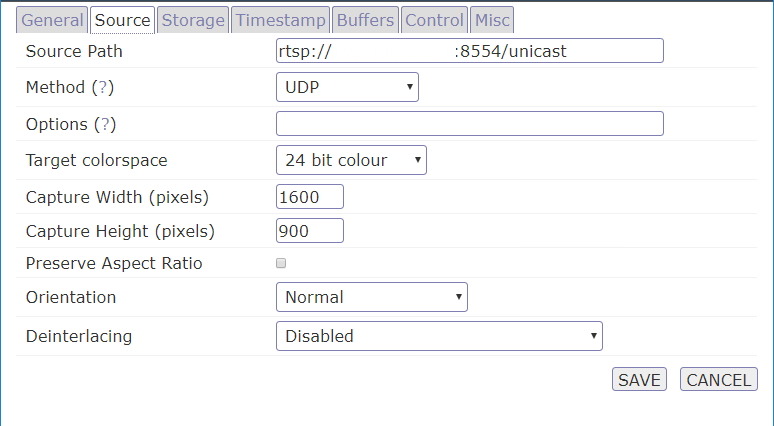 General Source Storage Timestamp Buffers Control Misc
Source Path rtsp:// :8554/unicast
Method (?) UDP
Options (?)
Target colorspace 24 bit colour
Capture Width (pixels) 1600
Capture Height (pixels) 900
Preserve Aspect Ratio
Orientation Normal
Deinterlacing Disabled
SAVE CANCEL